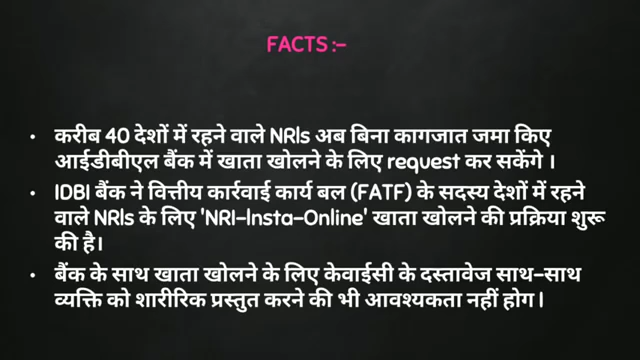 FACTS :-
• करीब 40 देशों में रहने वाले NRIs अब बिना कागजात जमा किए
आईडीबीएल बैंक में खाता खोलने के लिए request कर सकेंगे ।
• IDBI बैंक ने वित्तीय कार्रवाई कार्य बल (FATF) के सदस्य देशों में रहने
वाले NRIs के लिए 'NRI-Insta-Online' खाता खोलने की प्रक्रिया शुरू
की है।
• बैंक के साथ खाता खोलने के लिए केवाईसी के दस्तावेज साथ-साथ
व्यक्ति को शारीरिक प्रस्तुत करने की भी आवश्यकता नहीं होग l